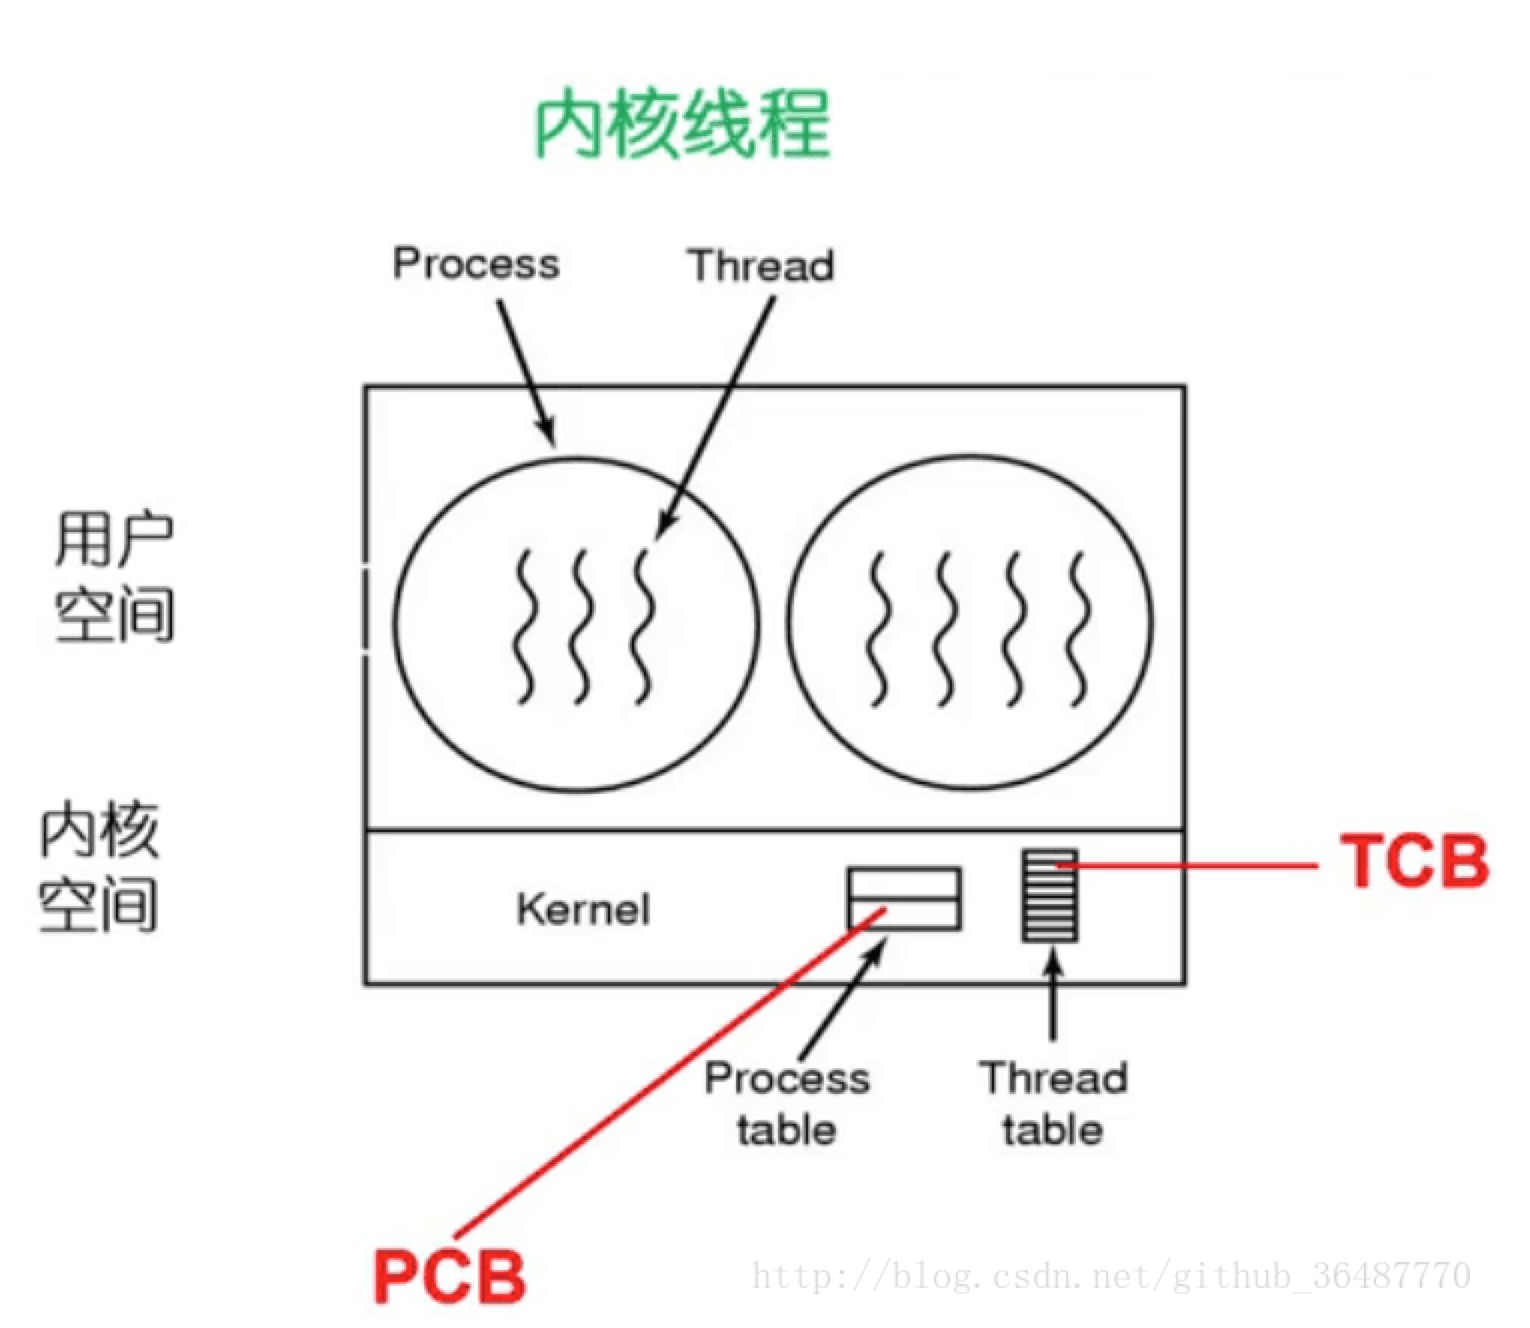 内核线程
Process
Thread
用户
空间
内核
空间
Kernel
TCB
Process
table
Thread
table
PCB
http://blog.csdn.net/github_36487770